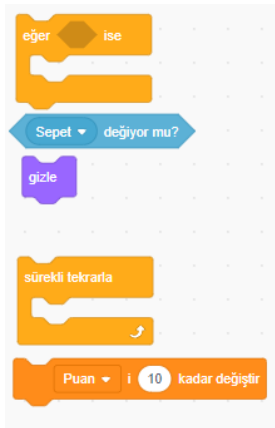 eğer ise
Sepet değiyor mu?
gizle
sürekli tekrarla
Puan i 10 kadar değiştir